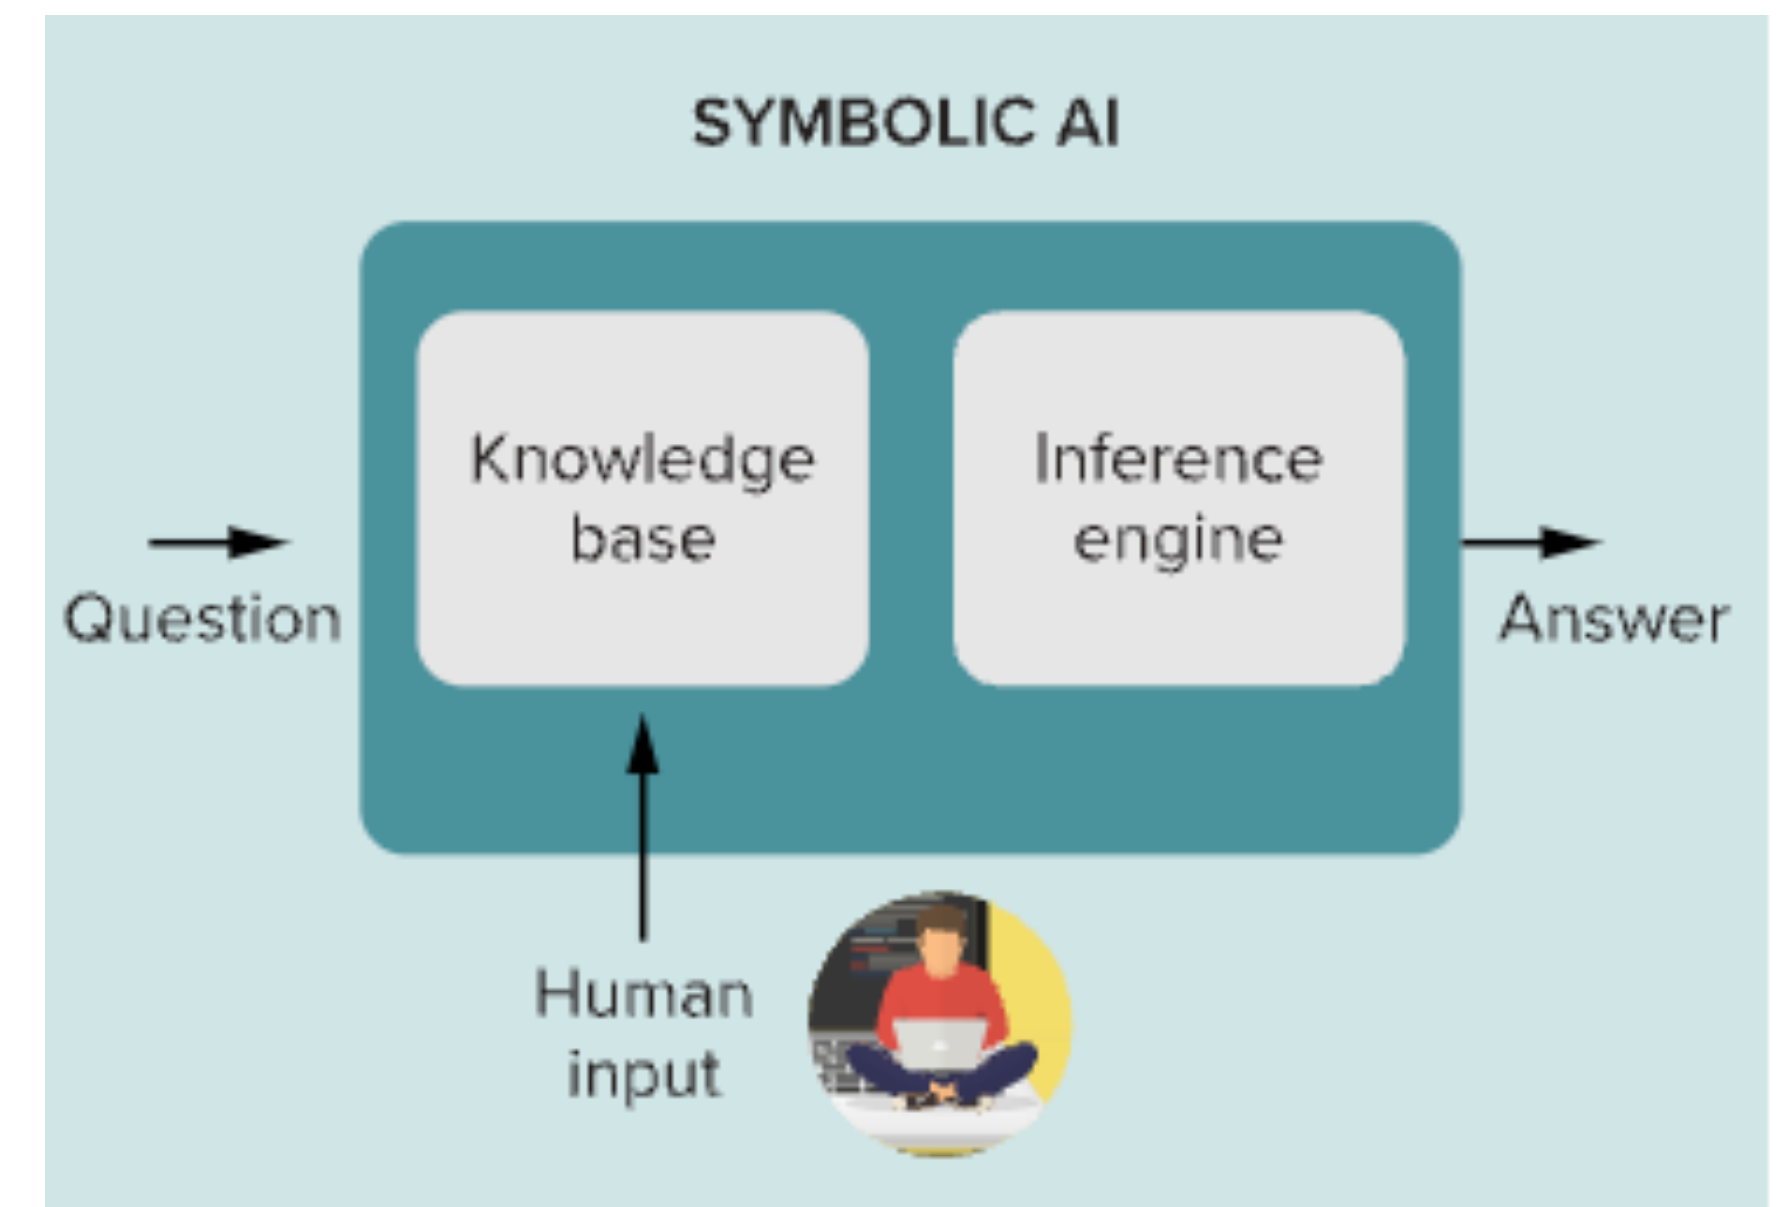 SYMBOLIC AI
Knowledge
base
Inference
engine
Question
Answer
Human
input